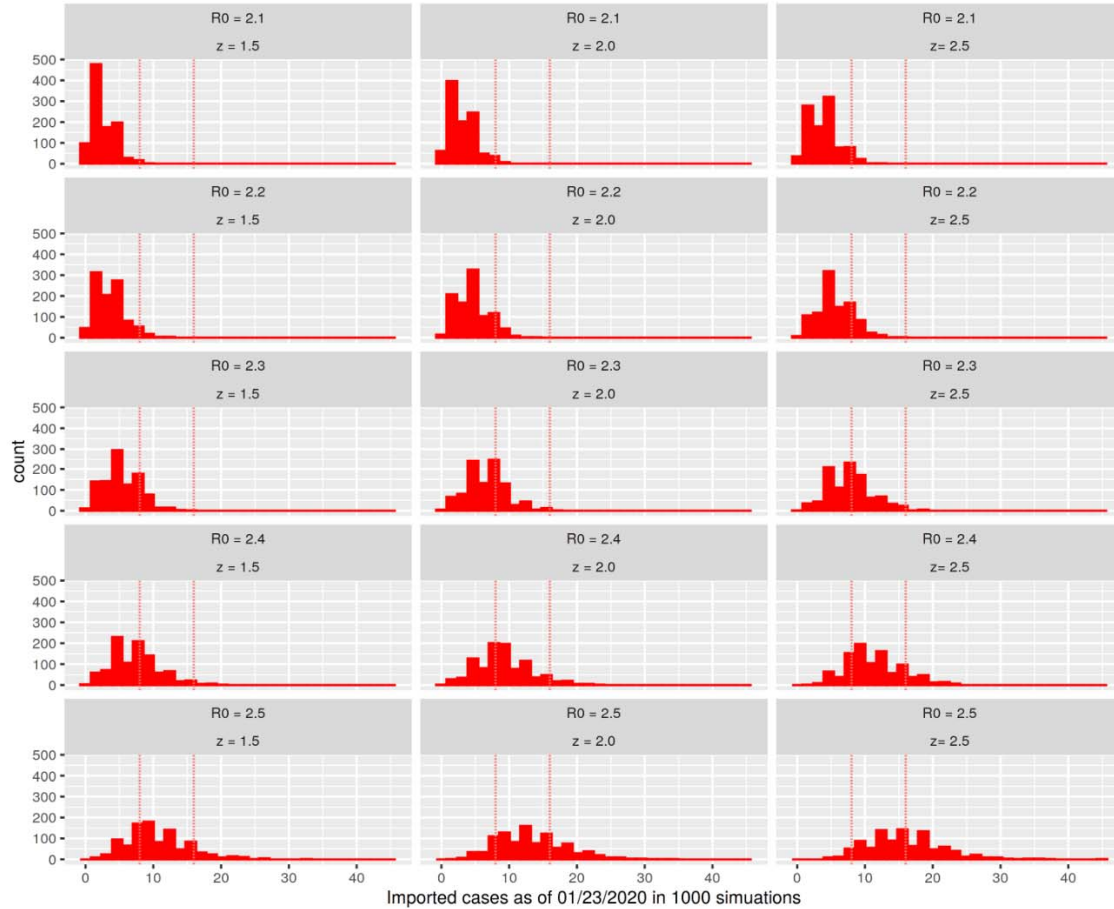 R0 = 2.1 R0 = 2.1 R0 = 2.1
z = 1.5 z = 2.0 z= 2.5
500
400
300
200
100
0
R0 = 2.2 R0 = 2.2 R0 = 2.2
z = 1.5 z = 2.0 z= 2.5
500
400
300
200
100
0
R0 = 2.3 R0 = 2.3 R0 = 2.3
z = 1.5 z = 2.0 z= 2.5
count
500
400
300
200
100
0
R0 = 2.4 R0 = 2.4 R0 = 2.4
z = 1.5 z = 2.0 z= 2.5
500
400
300
200
100
0
R0 = 2.5 R0 = 2.5 R0 = 2.5
z = 1.5 z = 2.0 z= 2.5
500
400
300
200
100
0
0 10 20 30 40 0 10 20 30 40 0 10 20 30 40
Imported cases as of 01/23/2020 in 1000 simuations